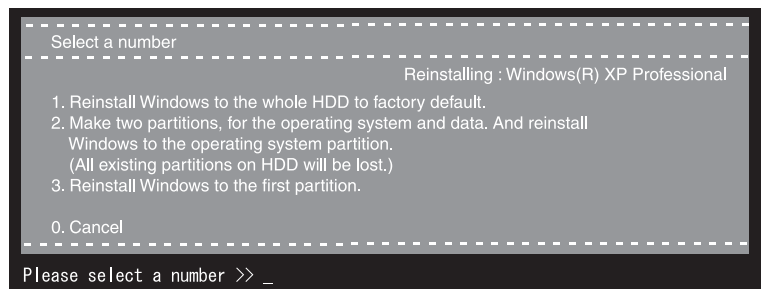 Select a number
Reinstalling : Windows(R) XP Professional
1. Reinstall Windows to the whole HDD to factory default.
2. Make two partitions, for the operating system and data. And reinstall
Windows to the operating system partition.
(All existing partitions on HDD will be lost.)
3. Reinstall Windows to the first partition.
0. Cancel
Please select a number >> _